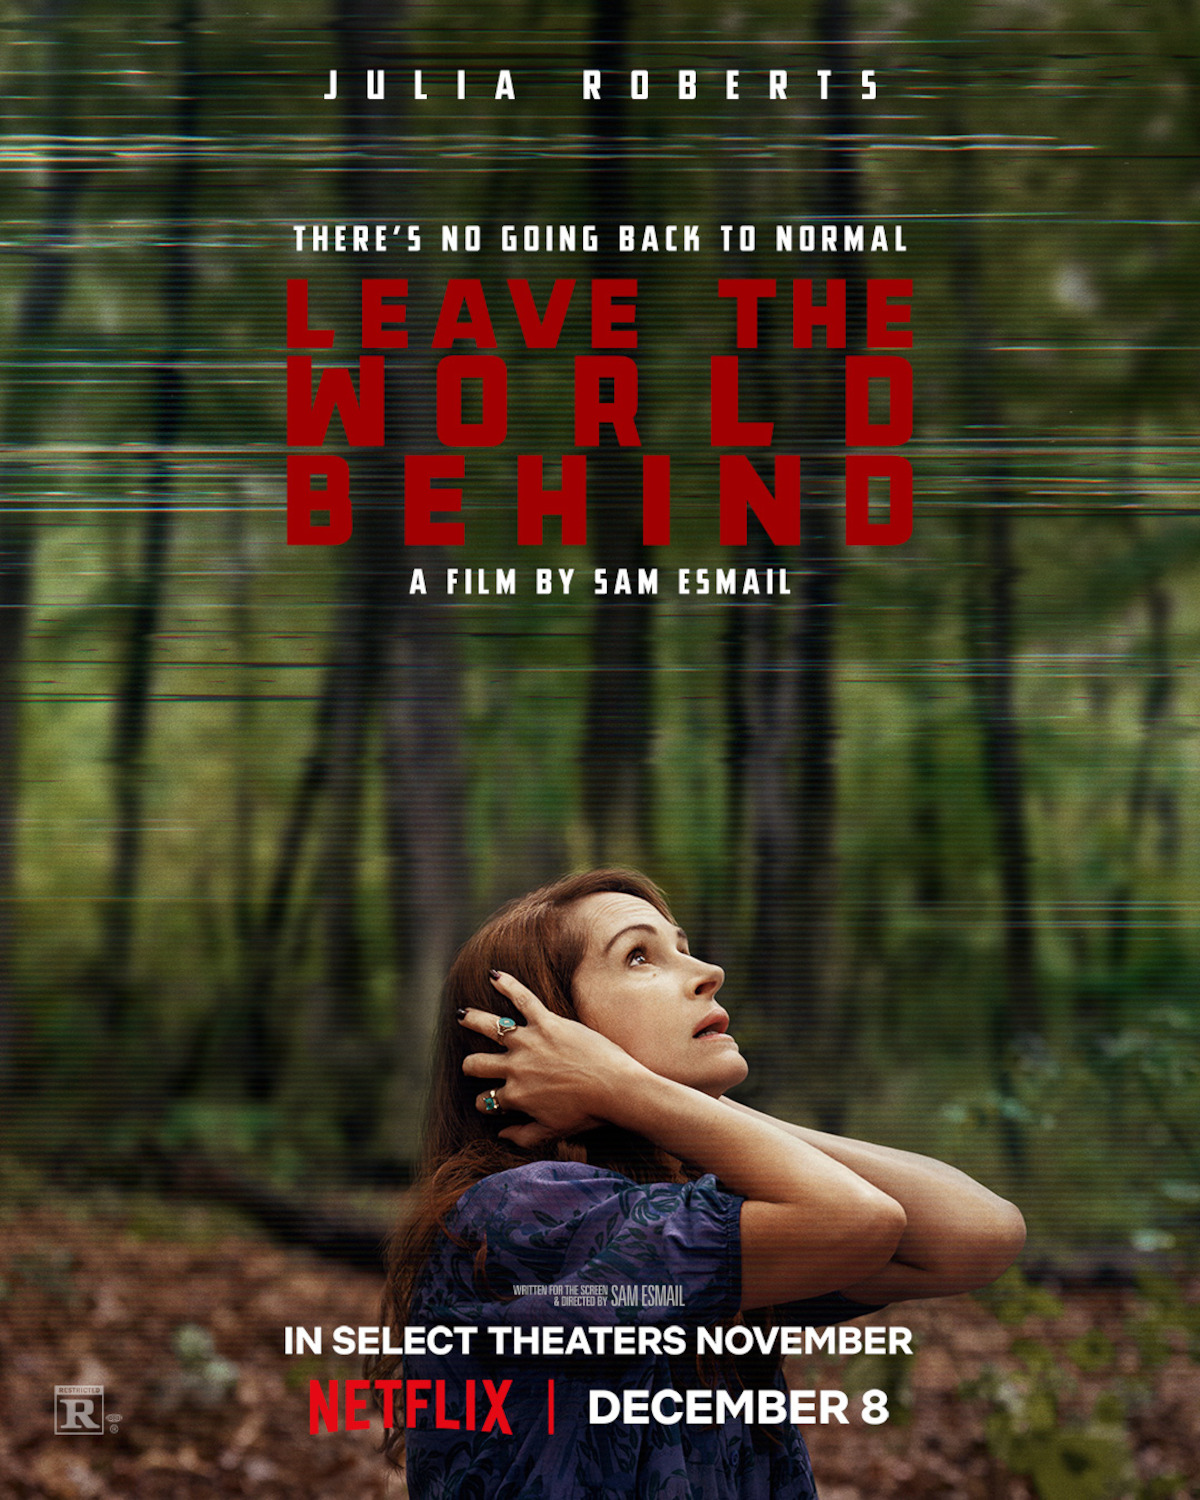 JULIA ROBERTS
THERE'S NO GOING BACK TO NORMAL
LEAVE THE
WORLD
BEHIND
A FILM BY SAM ESMAIL
WRITTEN FOR THE SCREEN
& DIRECTED BY SAM ESMAIL
IN SELECT THEATERS NOVEMBER
NETFLIX | DECEMBER 8
RESTRICTED
R